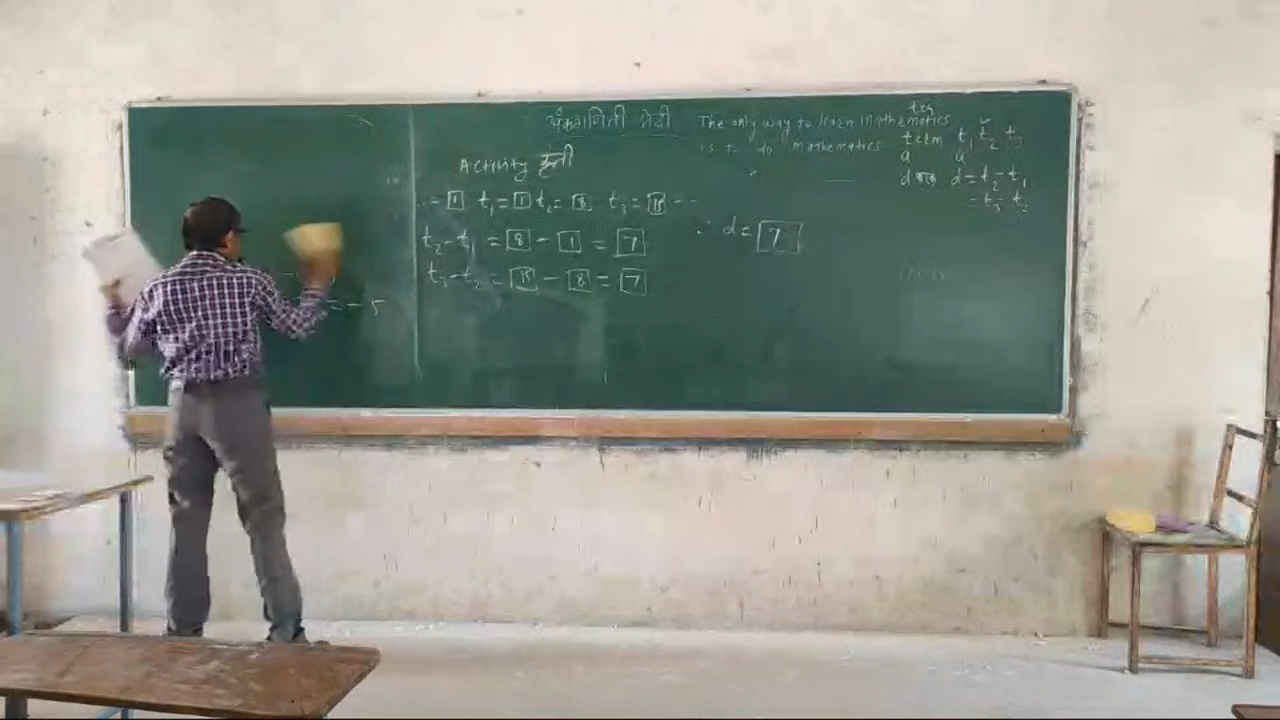 अंकगणिती श्रेढी
The only way to learn Mathematics
is to do mathematics
term t₁ t₂ t₃
a a
d d = t₂ - t₁
= t₃ - t₂
Activity कृती
= 1 t₁ = 1 t₂ = 8 t₃ = 15 --
t₂ - t₁ = 8 - 1 = 7
∴ d = 7
t₃ - t₂ = 15 - 8 = 7
= - 5